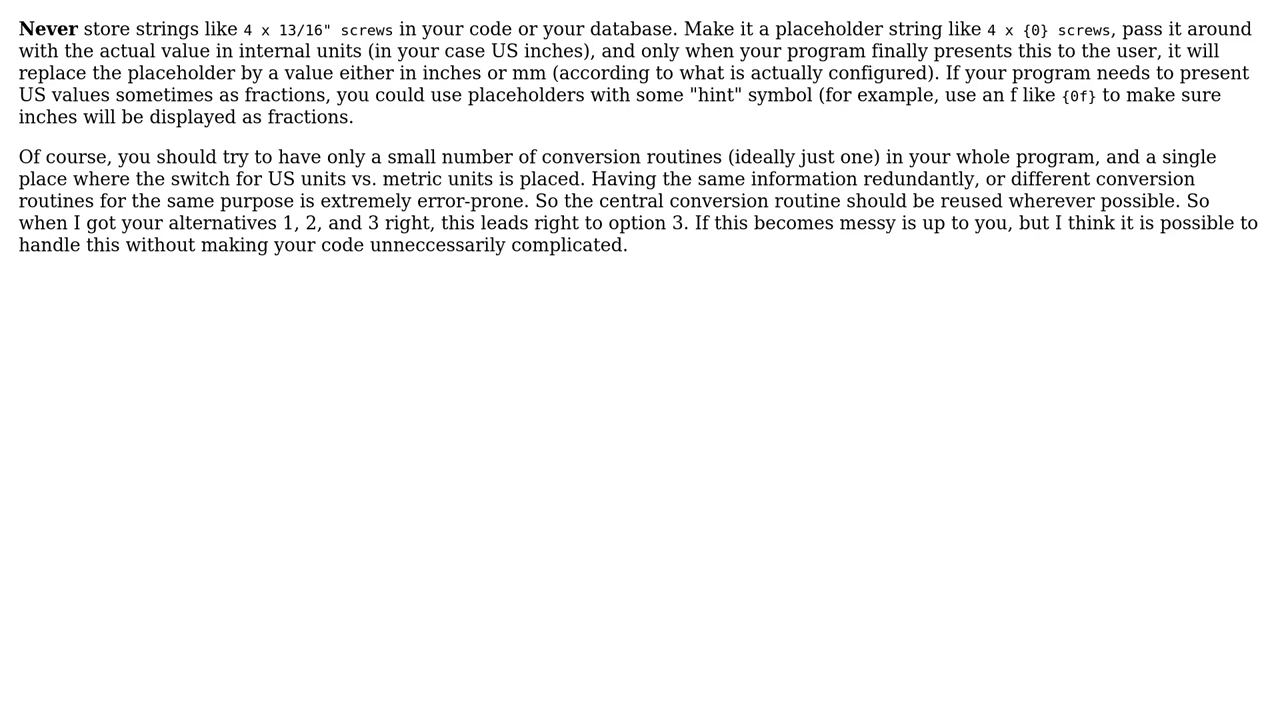 Never store strings like 4 x 13/16" screws in your code or your database. Make it a placeholder string like 4 x {0} screws, pass it around
with the actual value in internal units (in your case US inches), and only when your program finally presents this to the user, it will
replace the placeholder by a value either in inches or mm (according to what is actually configured). If your program needs to present
US values sometimes as fractions, you could use placeholders with some "hint" symbol (for example, use an f like {0f} to make sure
inches will be displayed as fractions.
Of course, you should try to have only a small number of conversion routines (ideally just one) in your whole program, and a single
place where the switch for US units vs. metric units is placed. Having the same information redundantly, or different conversion
routines for the same purpose is extremely error-prone. So the central conversion routine should be reused wherever possible. So
when I got your alternatives 1, 2, and 3 right, this leads right to option 3. If this becomes messy is up to you, but I think it is possible to
handle this without making your code unneccessarily complicated.